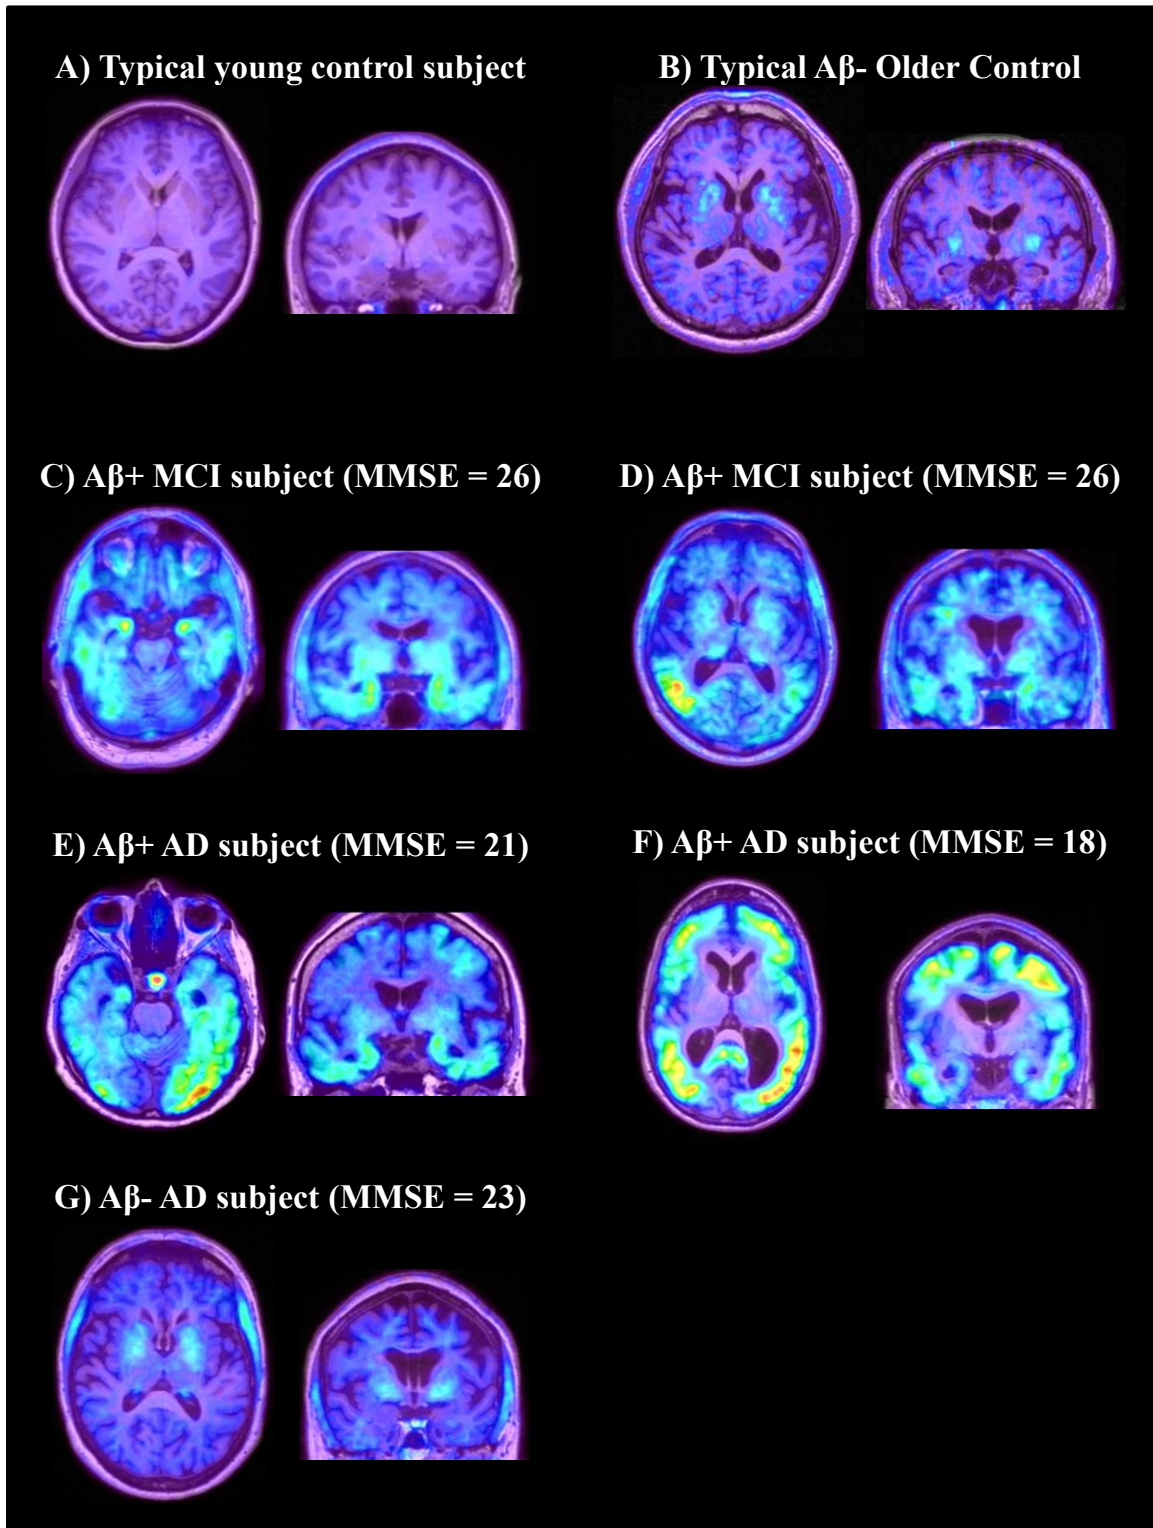 A) Typical young control subject
B) Typical Aβ- Older Control
C) Aβ+ MCI subject (MMSE = 26)
D) Aβ+ MCI subject (MMSE = 26)
E) Aβ+ AD subject (MMSE = 21)
F) Aβ+ AD subject (MMSE = 18)
G) Aβ- AD subject (MMSE = 23)